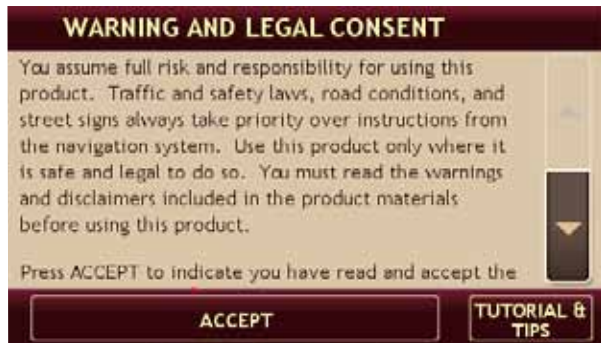 WARNING AND LEGAL CONSENT
You assume full risk and responsibility for using this
product. Traffic and safety laws, road conditions, and
street signs always take priority over instructions from
the navigation system. Use this product only where it
is safe and legal to do so. You must read the warnings
and disclaimers included in the product materials
before using this product.
Press ACCEPT to indicate you have read and accept the
ACCEPT
TUTORIAL &
TIPS